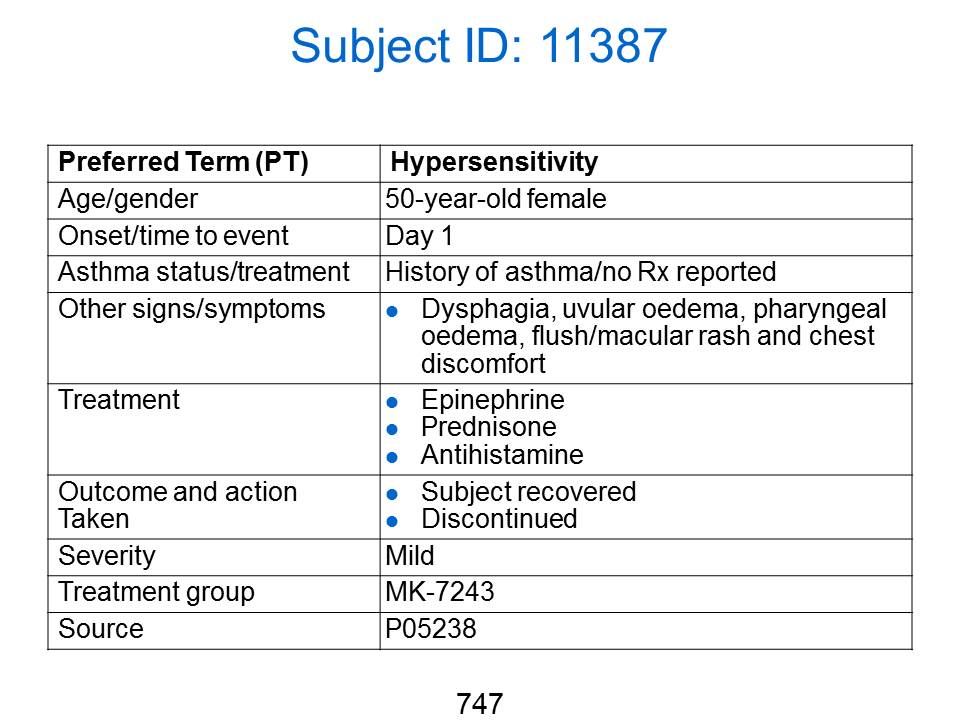 Subject ID: 11387
Preferred Term (PT) Hypersensitivity
Age/gender 50-year-old female
Onset/time to event Day 1
Asthma status/treatment History of asthma/no Rx reported
Other signs/symptoms ● Dysphagia, uvular oedema, pharyngeal
oedema, flush/macular rash and chest
discomfort
Treatment ● Epinephrine
● Prednisone
● Antihistamine
Outcome and action ● Subject recovered
Taken ● Discontinued
Severity Mild
Treatment group MK-7243
Source P05238
747